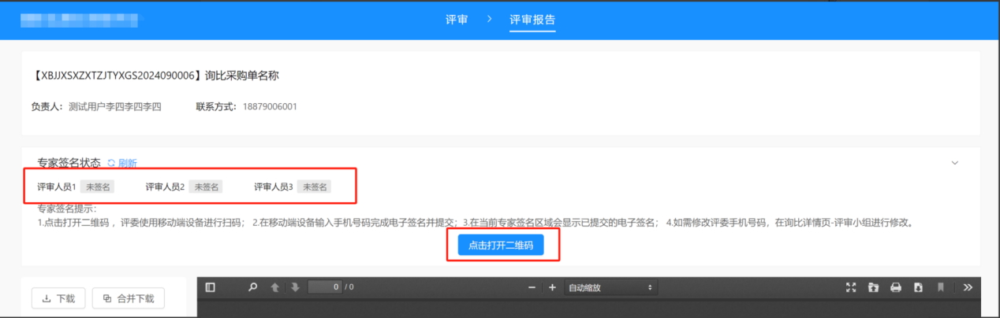 评审 > 评审报告
【XBJJXSXZXTZJTYXGS2024090006】询比采购单名称
负责人：测试用户李四李四李四 联系方式：18879006001
专家签名状态 刷新
评审人员1 未签名 评审人员2 未签名 评审人员3 未签名
专家签名提示：
1.点击打开二维码 ，评委使用移动端设备进行扫码； 2.在移动端设备输入手机号码完成电子签名并提交；3.在当前专家签名区域会显示已提交的电子签名； 4.如需修改评委手机号码，在询比详情页-评审小组进行修改。
点击打开二维码
下载 合并下载 0 / 0 自动缩放